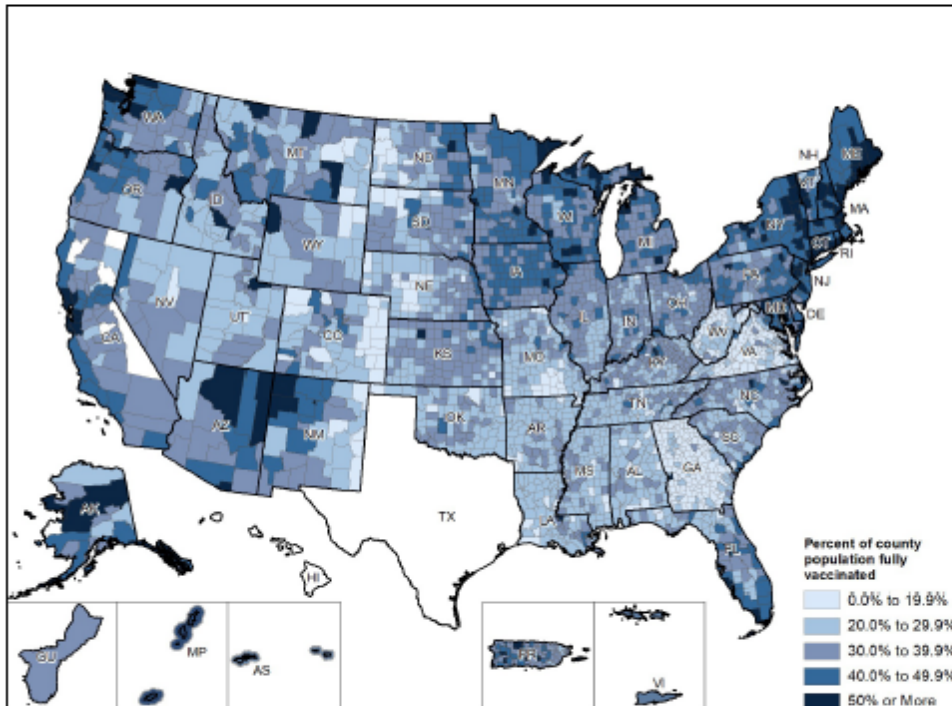 WA
MT
ND
MN
ME
NH
VT
MA
OR
ID
SD
WI
NY
RI
CT
WY
MI
IA
PA
NJ
NE
NV
UT
CO
IL
IN
OH
MD
DE
WV
VA
CA
KS
MO
KY
NC
TN
OK
AR
SC
AZ
NM
MS
AL
GA
AK
TX
LA
FL
HI
Percent of county
population fully
vaccinated
0.0% to 19.9%
20.0% to 29.9%
30.0% to 39.9%
40.0% to 49.9%
50% or More
GU
MP
AS
PR
VI